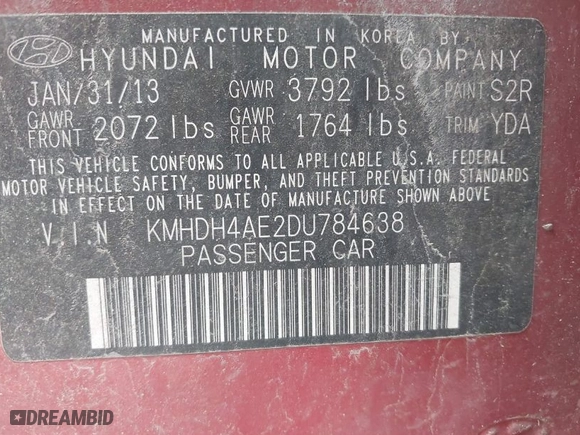 MANUFACTURED IN KOREA BY
HYUNDAI MOTOR COMPANY
JAN/31/13 GVWR 3792 lbs PAINT S2R
GAWR FRONT 2072 lbs GAWR REAR 1764 lbs TRIM YDA
THIS VEHICLE CONFORMS TO ALL APPLICABLE U.S.A. FEDERAL
MOTOR VEHICLE SAFETY, BUMPER, AND THEFT PREVENTION STANDARDS
IN EFFECT ON THE DATE OF MANUFACTURE SHOWN ABOVE
V.I.N KMHDH4AE2DU784638
PASSENGER CAR
DREAMBID